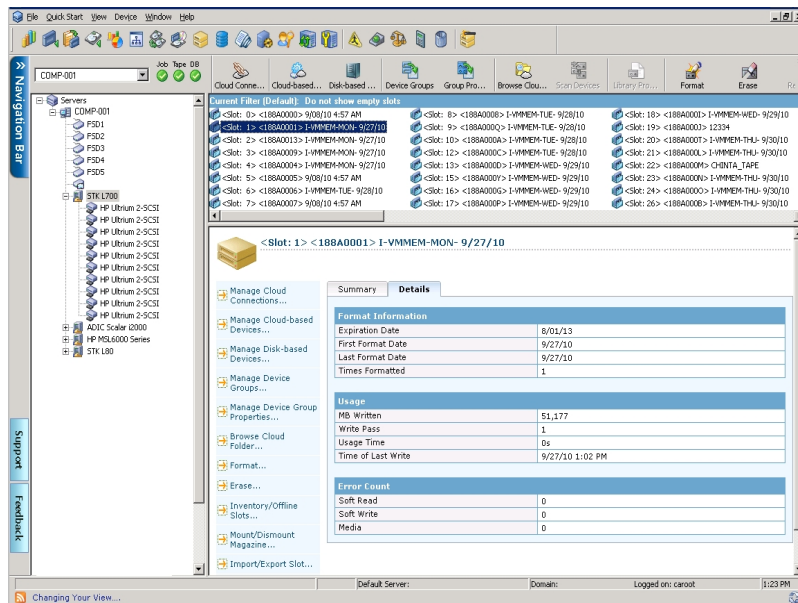 File Quick Start View Device Window Help
Job Tape DB
COMP-001
Cloud Conne... Cloud-based... Disk-based ... Device Groups Group Pro... Browse Clou... Scan Devices Library Pro... Format Erase Re
Navigation Bar
Support
Feedback
Servers
COMP-001
FSD1
FSD2
FSD3
FSD4
FSD5
STK L700
HP Ultrium 2-SCSI
HP Ultrium 2-SCSI
HP Ultrium 2-SCSI
HP Ultrium 2-SCSI
HP Ultrium 2-SCSI
HP Ultrium 2-SCSI
HP Ultrium 2-SCSI
HP Ultrium 2-SCSI
HP Ultrium 2-SCSI
HP Ultrium 2-SCSI
ADIC Scalar i2000
HP MSL6000 Series
STK L80
Current Filter (Default): Do not show empty slots
<Slot: 0> <188A0000> 9/08/10 4:57 AM
<Slot: 1> <188A0001> I-VMMEM-MON- 9/27/10
<Slot: 2> <188A0013> I-VMMEM-MON- 9/27/10
<Slot: 3> <188A0009> I-VMMEM-MON- 9/27/10
<Slot: 4> <188A0004> I-VMMEM-MON- 9/27/10
<Slot: 5> <188A0005> 9/08/10 4:57 AM
<Slot: 6> <188A0006> I-VMMEM-TUE- 9/28/10
<Slot: 7> <188A0007> 9/08/10 4:57 AM
<Slot: 8> <188A0008> I-VMMEM-TUE- 9/28/10
<Slot: 9> <188A000Q> I-VMMEM-TUE- 9/28/10
<Slot: 10> <188A000A> I-VMMEM-TUE- 9/28/10
<Slot: 12> <188A000C> I-VMMEM-TUE- 9/28/10
<Slot: 13> <188A000D> I-VMMEM-WED- 9/29/10
<Slot: 15> <188A000Y> I-VMMEM-WED- 9/29/10
<Slot: 16> <188A000G> I-VMMEM-WED- 9/29/10
<Slot: 17> <188A000P> I-VMMEM-WED- 9/29/10
<Slot: 18> <188A000I> I-VMMEM-WED- 9/29/10
<Slot: 19> <188A000J> 12334
<Slot: 20> <188A000T> I-VMMEM-THU- 9/30/10
<Slot: 21> <188A000L> I-VMMEM-THU- 9/30/10
<Slot: 22> <188A000M> CHINTA_TAPE
<Slot: 23> <188A000N> I-VMMEM-THU- 9/30/10
<Slot: 24> <188A000O> I-VMMEM-THU- 9/30/10
<Slot: 26> <188A000B> I-VMMEM-THU- 9/30/10
<Slot: 1> <188A0001> I-VMMEM-MON- 9/27/10
Manage Cloud
Connections...
Manage Cloud-based
Devices...
Manage Disk-based
Devices...
Manage Device
Groups...
Manage Device Group
Properties...
Browse Cloud
Folder...
Format...
Erase...
Inventory/Offline
Slots...
Mount/Dismount
Magazine...
Import/Export Slot...
Summary Details
Format Information
Expiration Date 8/01/13
First Format Date 9/27/10
Last Format Date 9/27/10
Times Formatted 1
Usage
MB Written 51,177
Write Pass 1
Usage Time 0s
Time of Last Write 9/27/10 1:02 PM
Error Count
Soft Read 0
Soft Write 0
Media 0
Default Server: Domain: Logged on: caroot 1:23 PM
Changing Your View....